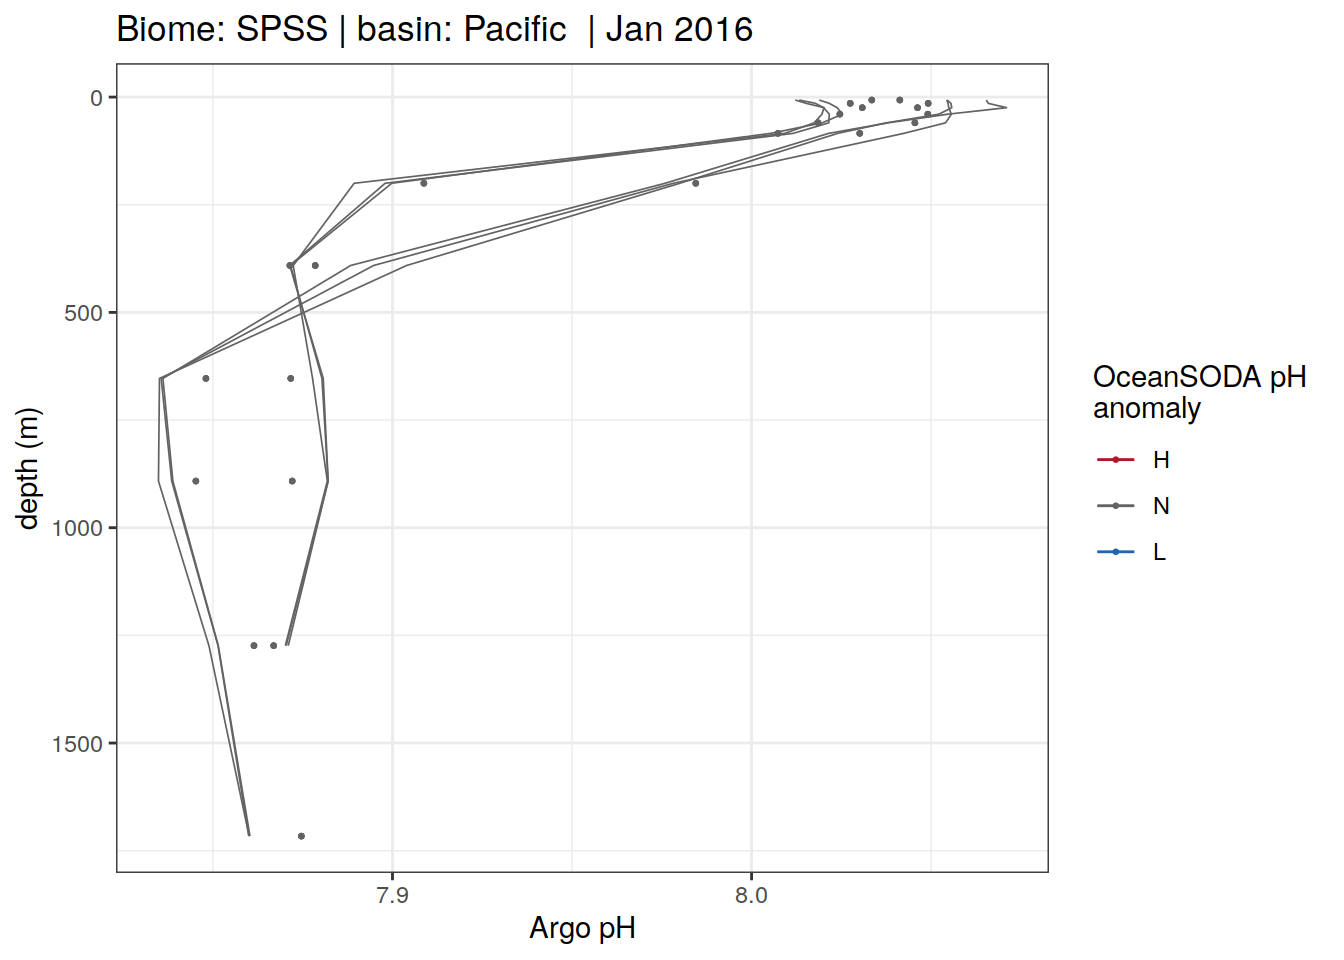 Biome: SPSS | basin: Pacific  | Jan 2016
0
500
1000
1500
depth (m)
7.9
8.0
Argo pH
OceanSODA pH
anomaly
H
N
L